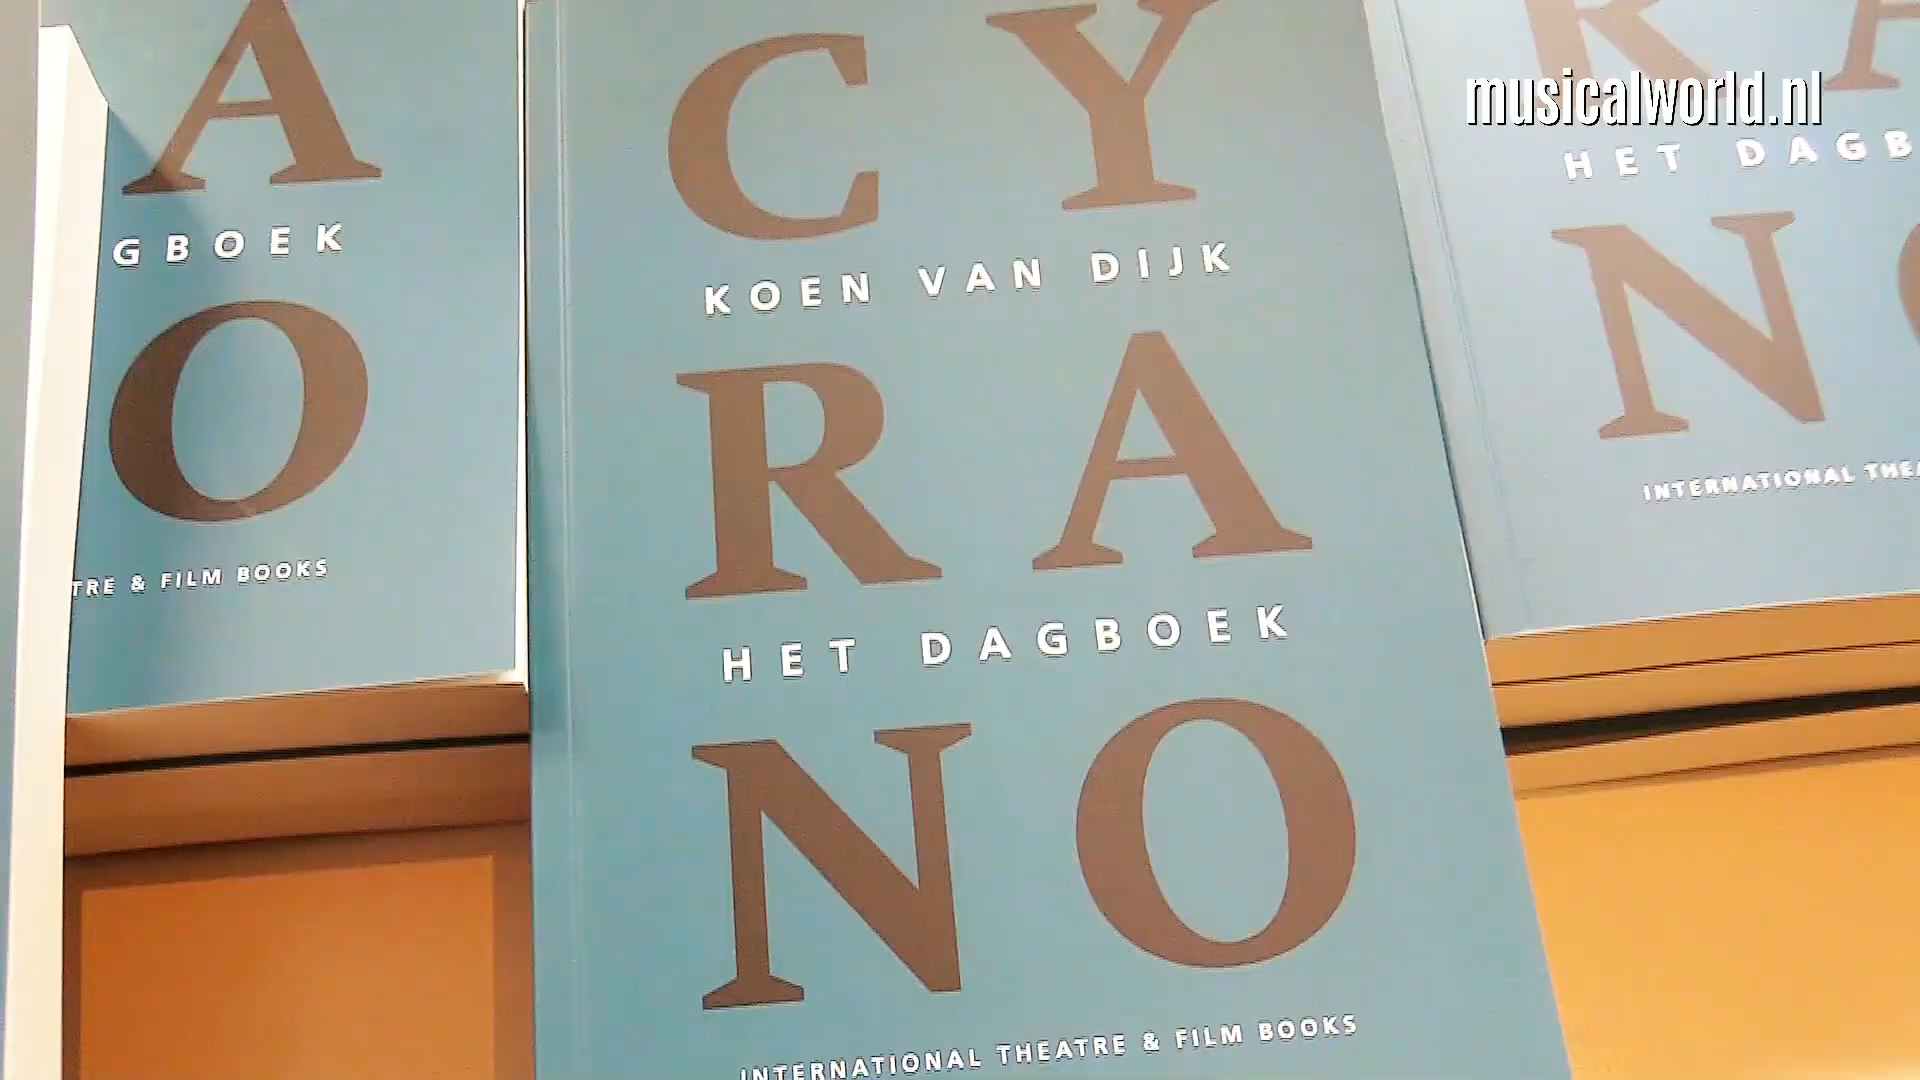 A
GBOEK
O
TRE & FILM BOOKS
CY
KOEN VAN DIJK
RA
HET DAGBOEK
NO
INTERNATIONAL THEATRE & FILM BOOKS
musicalworld.nl
RA
HET DAGB
N
INTERNATIONAL THEA